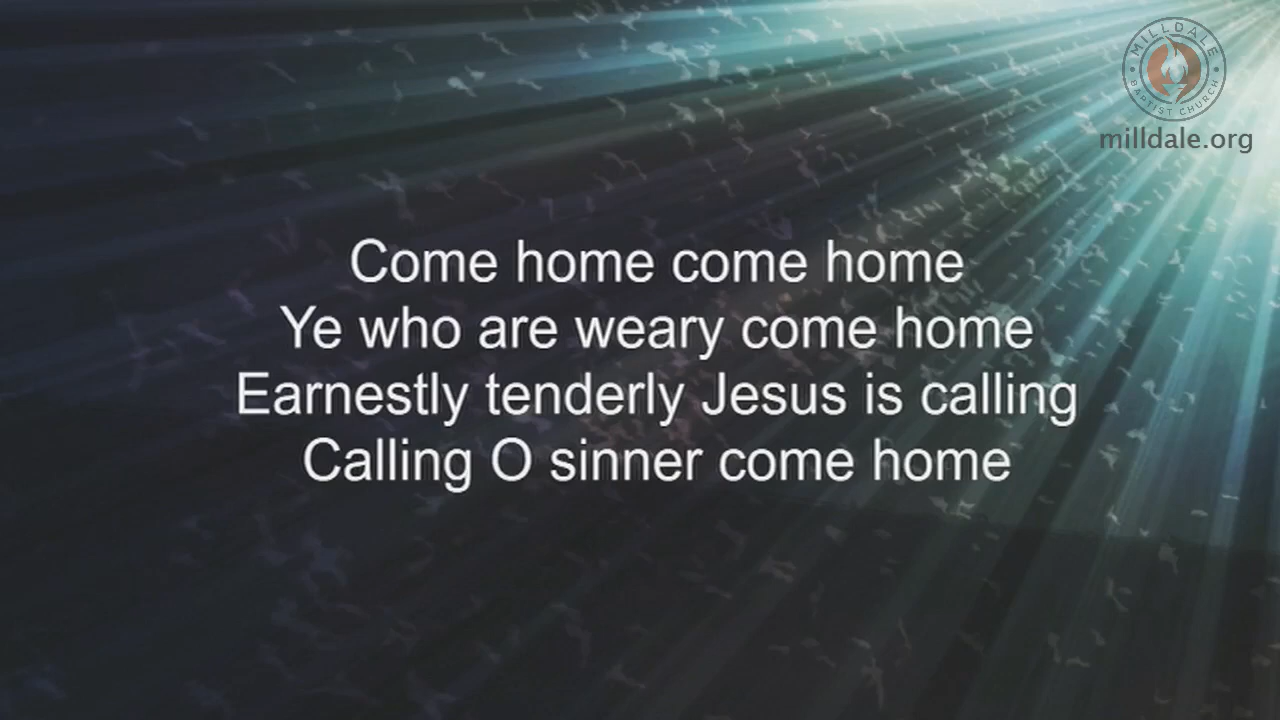 MILLDALE
BAPTIST CHURCH
milldale.org
Come home come home
Ye who are weary come home
Earnestly tenderly Jesus is calling
Calling O sinner come home